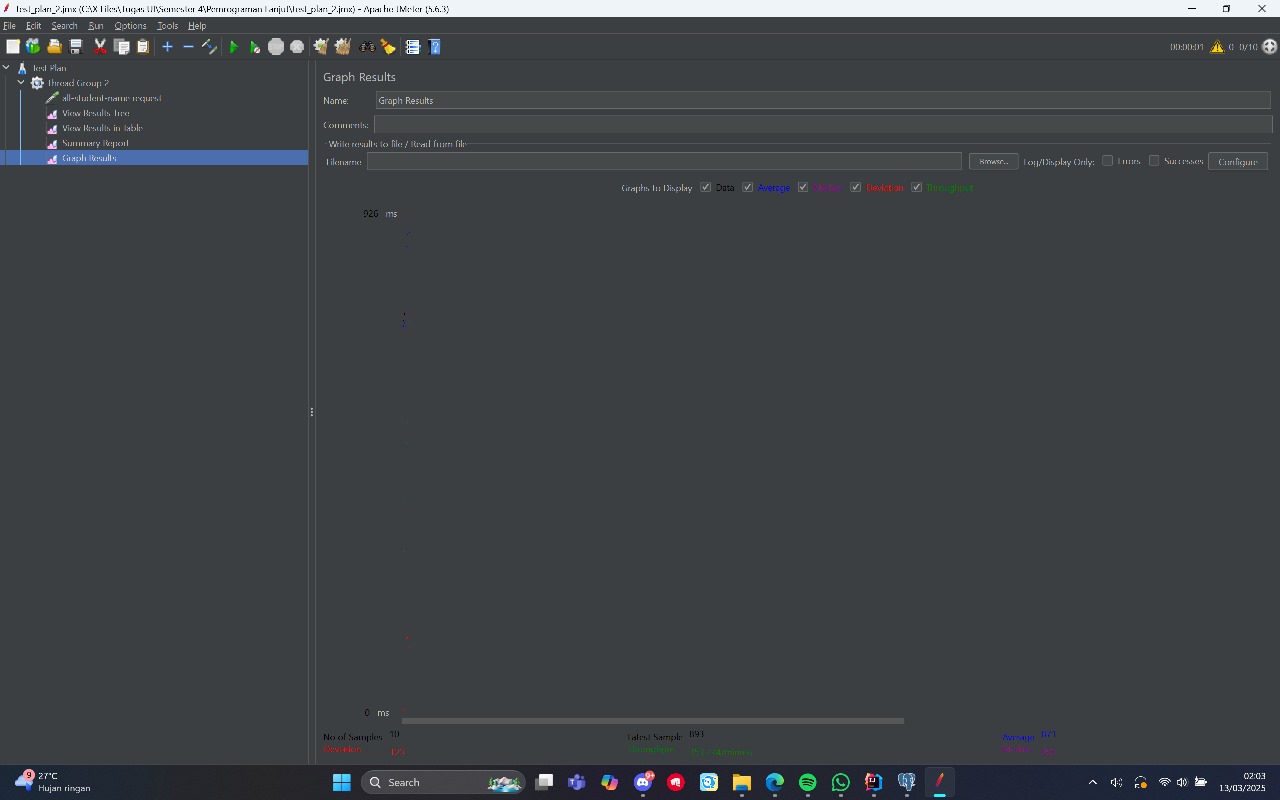 test_plan_2.jmx (C:\X Files\Tugas UI\Semester 4\Pemrograman Lanjut\test_plan_2.jmx) - Apache JMeter (5.6.3)
File Edit Search Run Options Tools Help
00:00:01 0 0/10
Test Plan
Thread Group 2
all-student-name request
View Results Tree
View Results in Table
Summary Report
Graph Results
Graph Results
Name: Graph Results
Comments:
Write results to file / Read from file
Filename Browse... Log/Display Only: Errors Successes Configure
Graphs to Display Data Average Median Deviation Throughput
926 ms
0 ms
No of Samples 10 Latest Sample 893 Average
Deviation Throughput Median
9
27°C
Hujan ringan
Search
02:03
13/03/2025